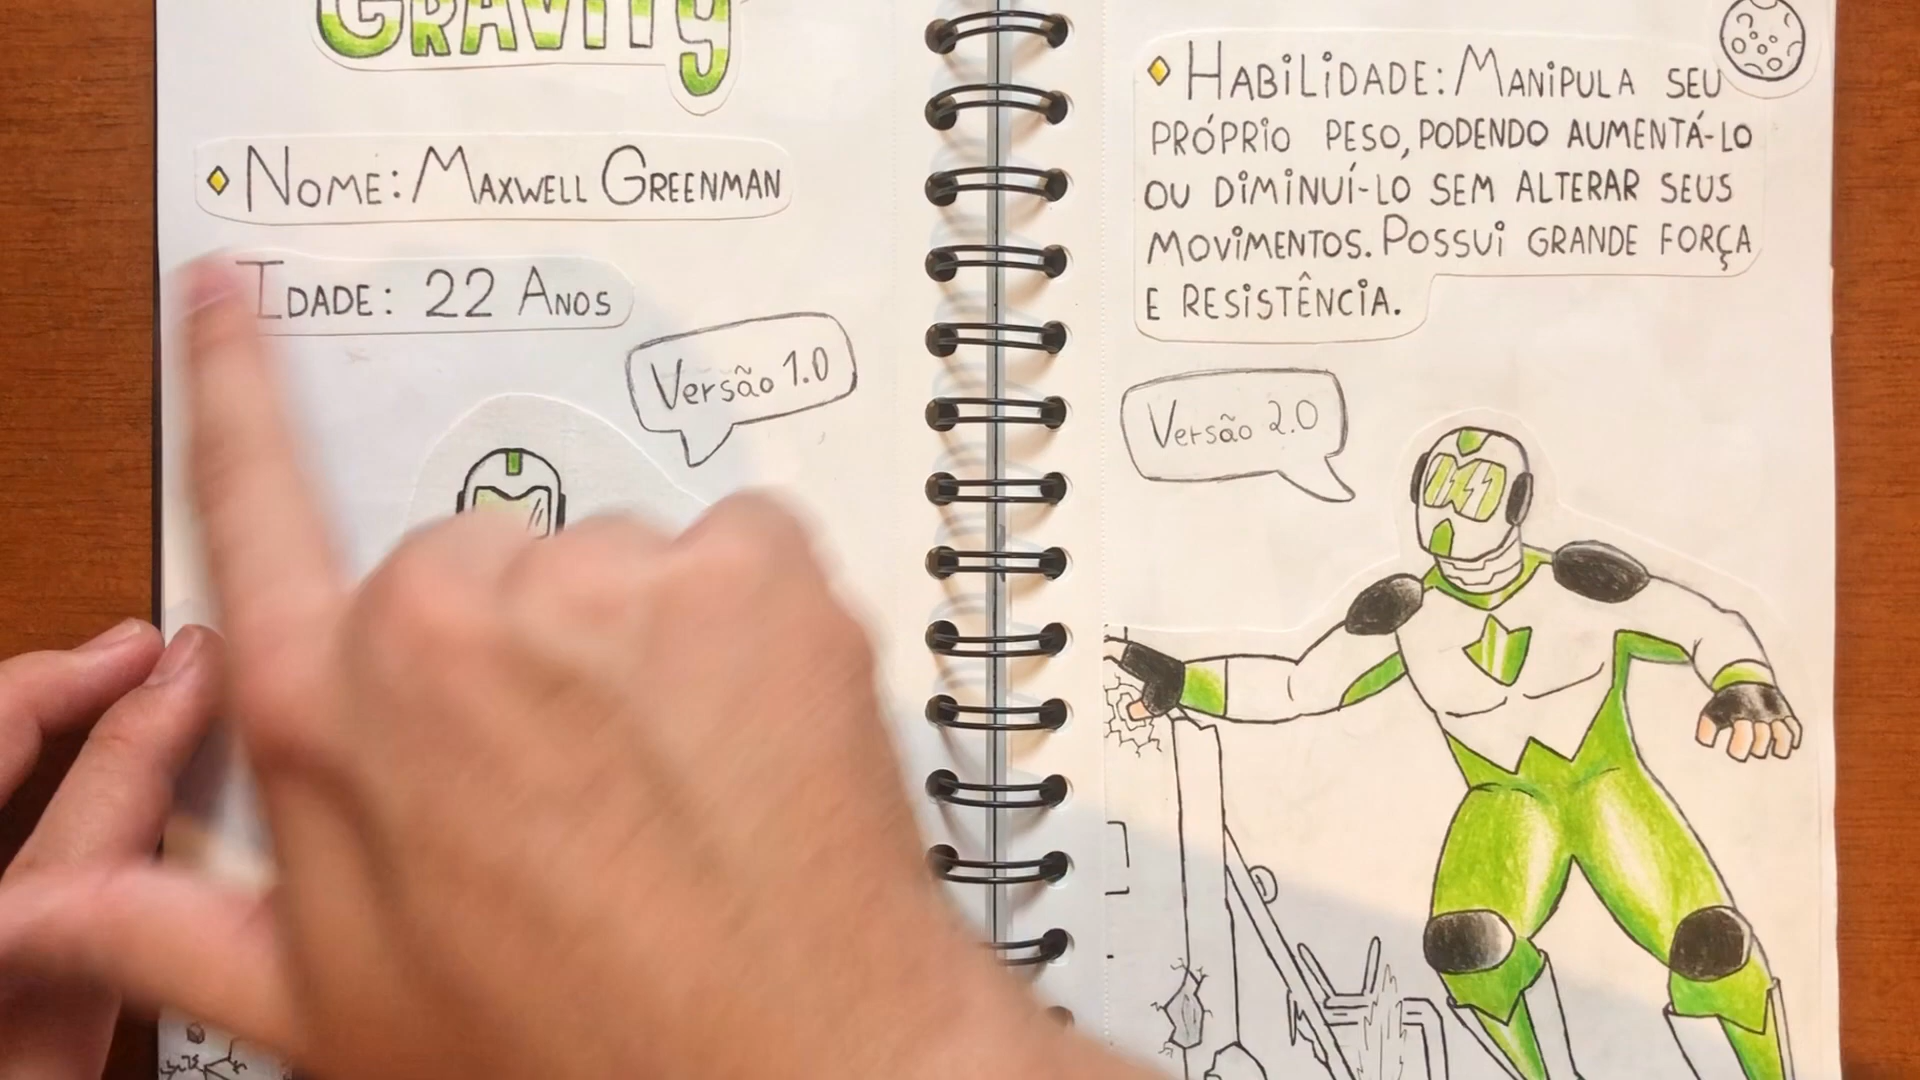 GRAVITY
NOME: MAXWELL GREENMAN
IDADE: 22 ANOS
Versão 1.0
HABILIDADE: MANIPULA SEU
PRÓPRIO PESO, PODENDO AUMENTÁ-LO
OU DIMINUÍ-LO SEM ALTERAR SEUS
MOVIMENTOS. POSSUI GRANDE FORÇA
E RESISTÊNCIA.
Versão 2.0